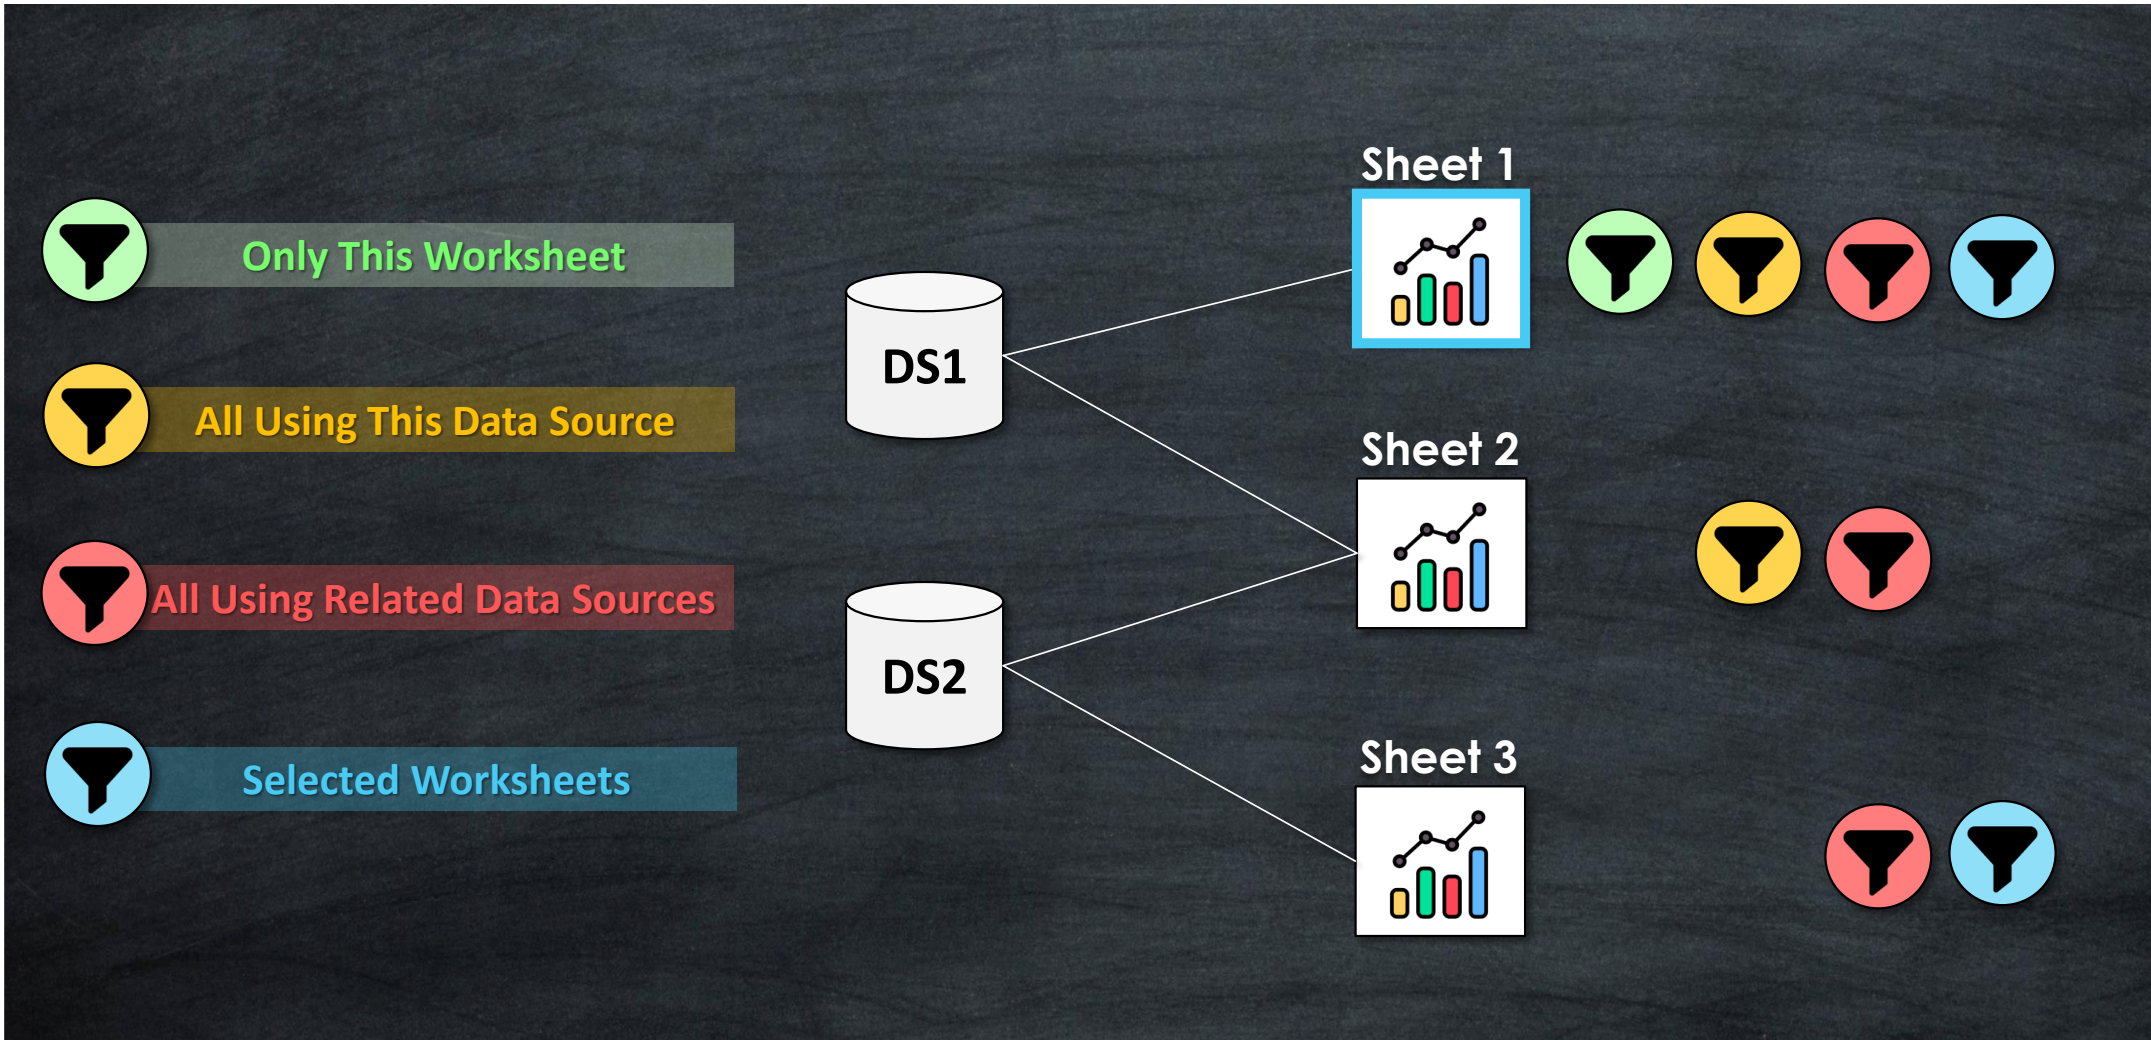 Only This Worksheet
All Using This Data Source
All Using Related Data Sources
Selected Worksheets
DS1
DS2
Sheet 1
Sheet 2
Sheet 3